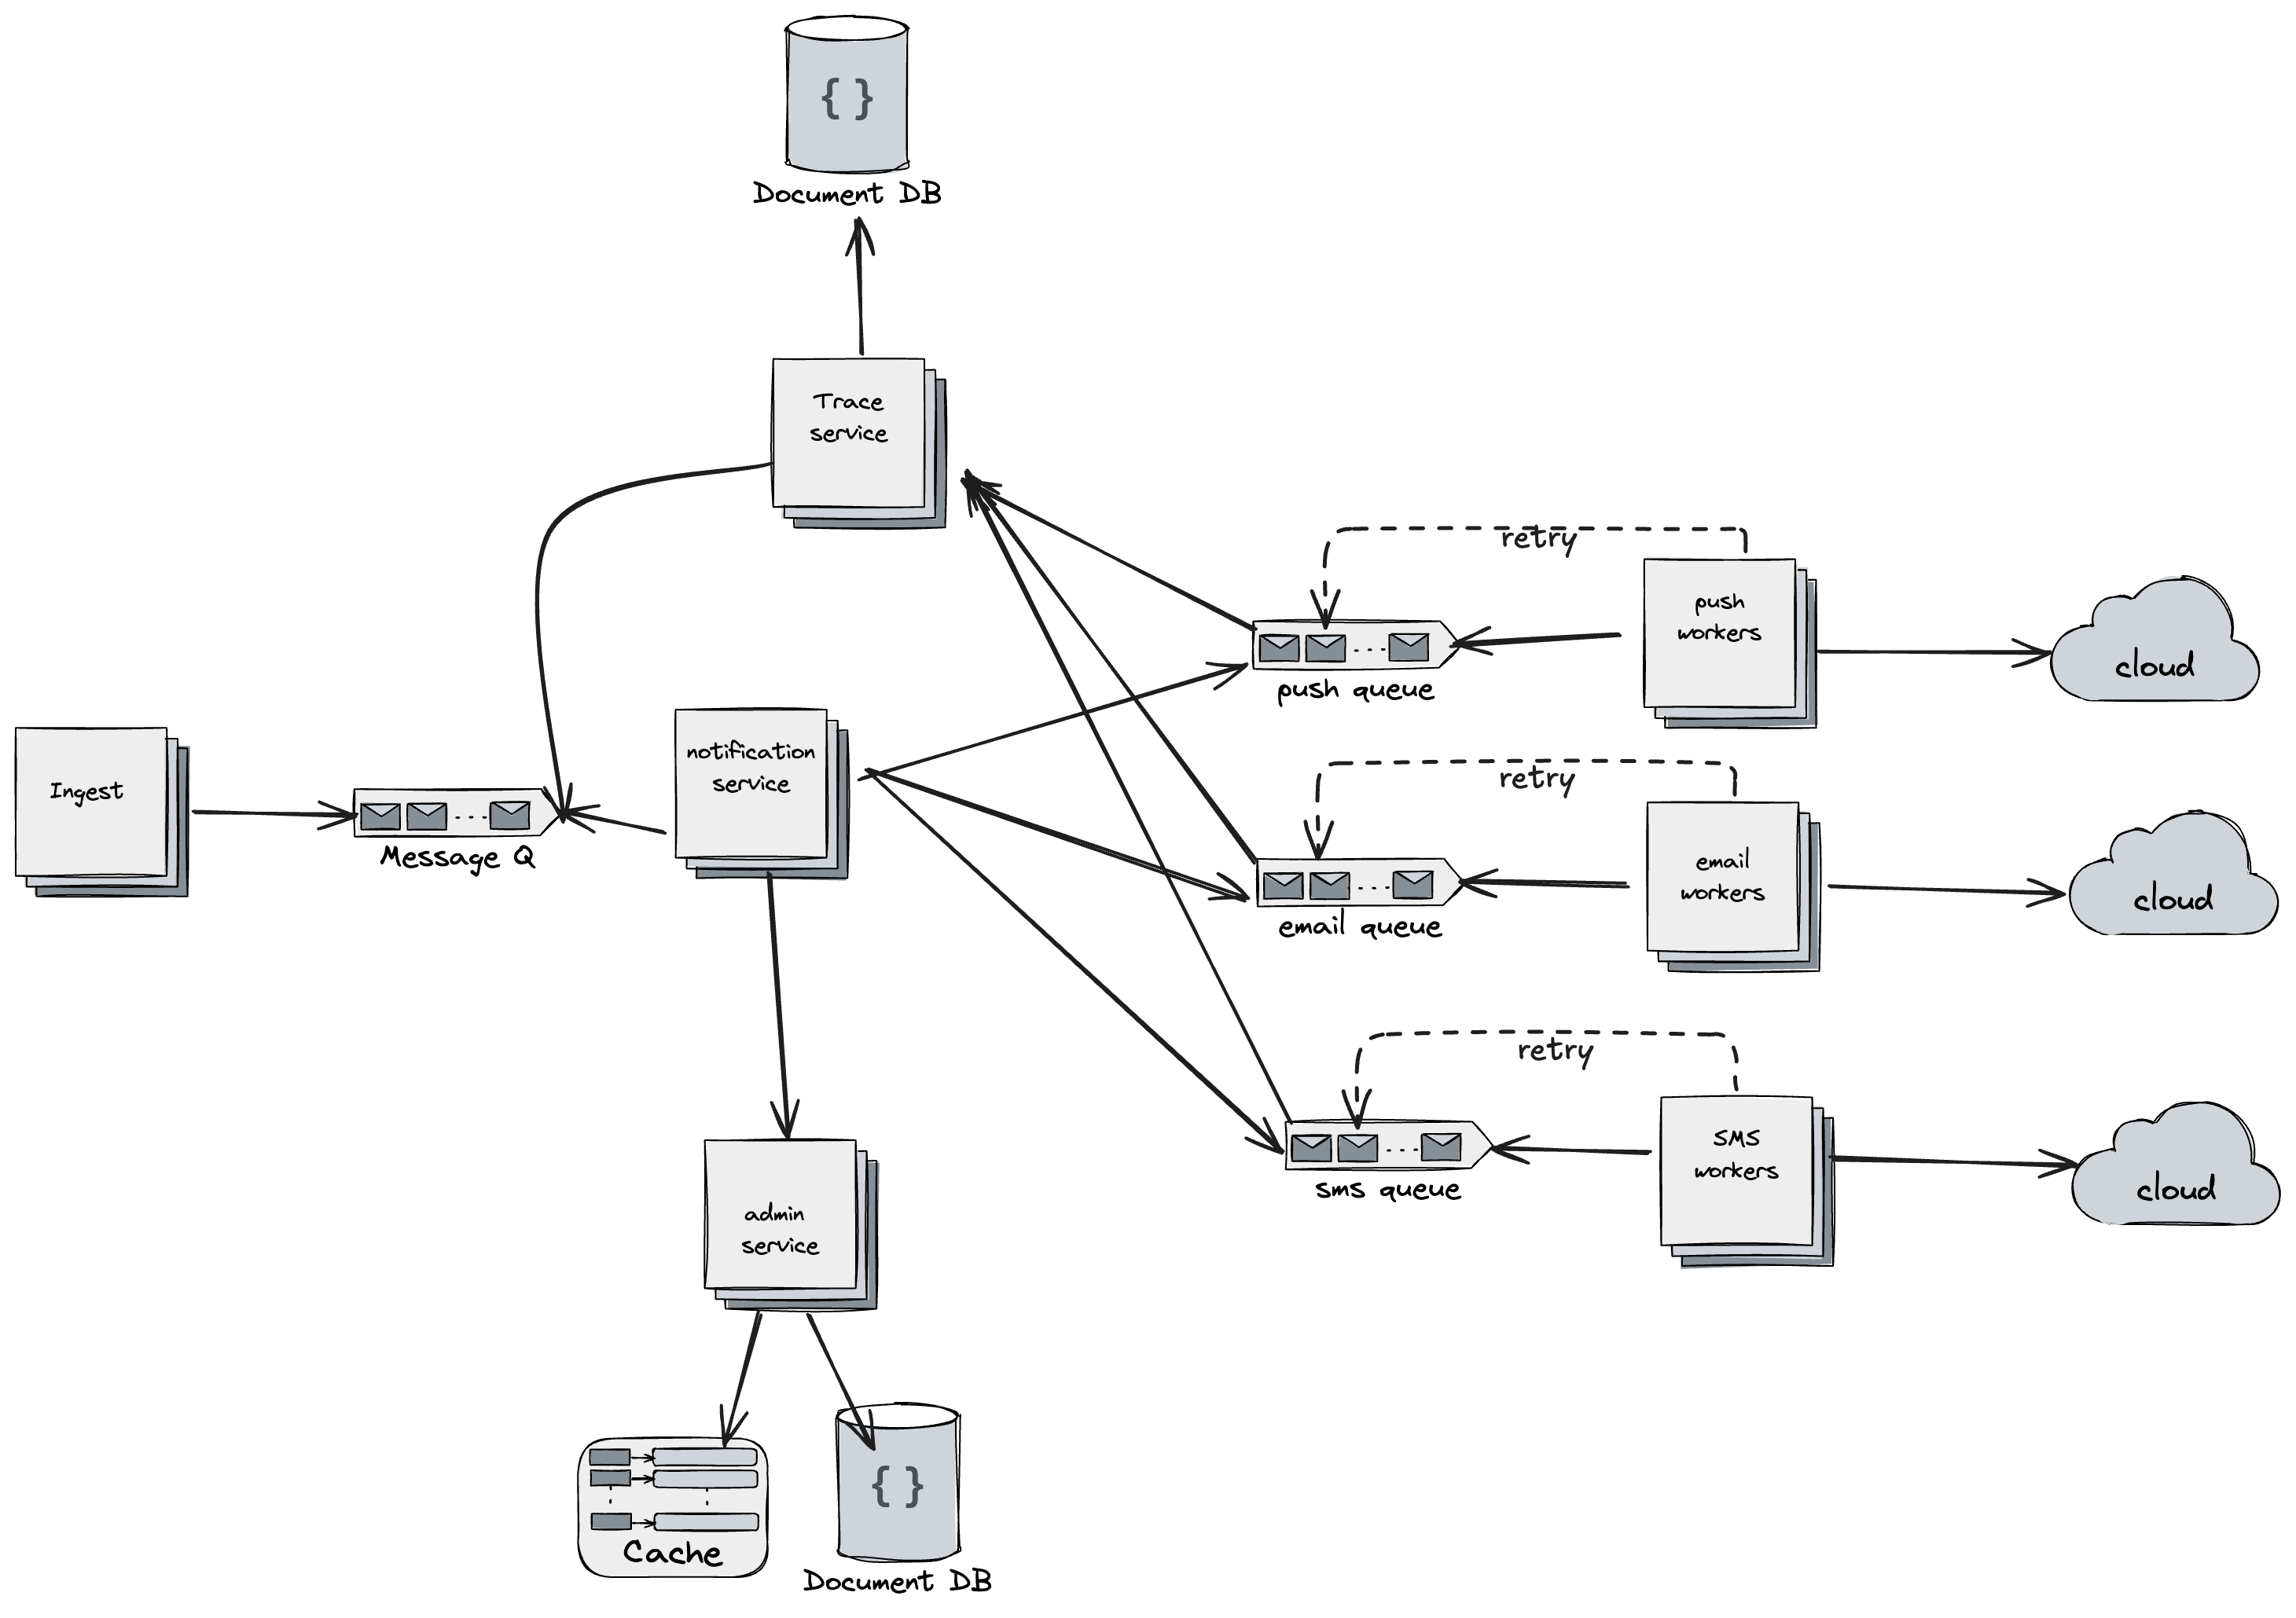 { }
Document DB
Trace
service
retry
push
workers
cloud
push queue
notification
service
Ingest
Message Q
retry
email
workers
cloud
email queue
retry
SMS
workers
cloud
sms queue
admin
service
{ }
Cache
Document DB